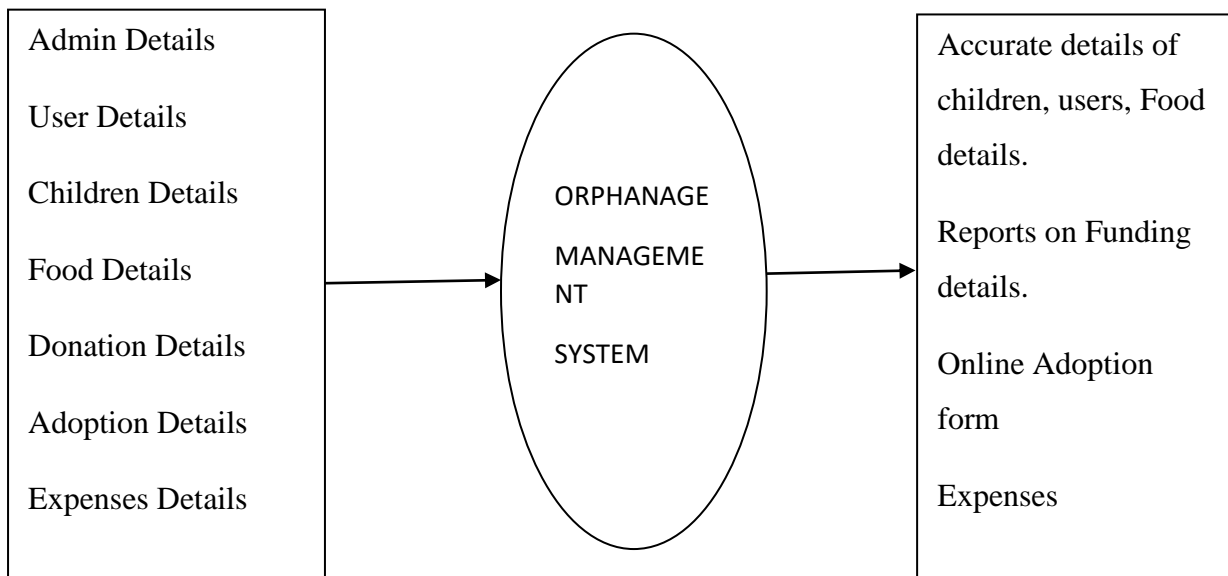 Admin Details
User Details
Children Details
Food Details
Donation Details
Adoption Details
Expenses Details
ORPHANAGE
MANAGEME
NT
SYSTEM
Accurate details of
children, users, Food
details.
Reports on Funding
details.
Online Adoption
form
Expenses